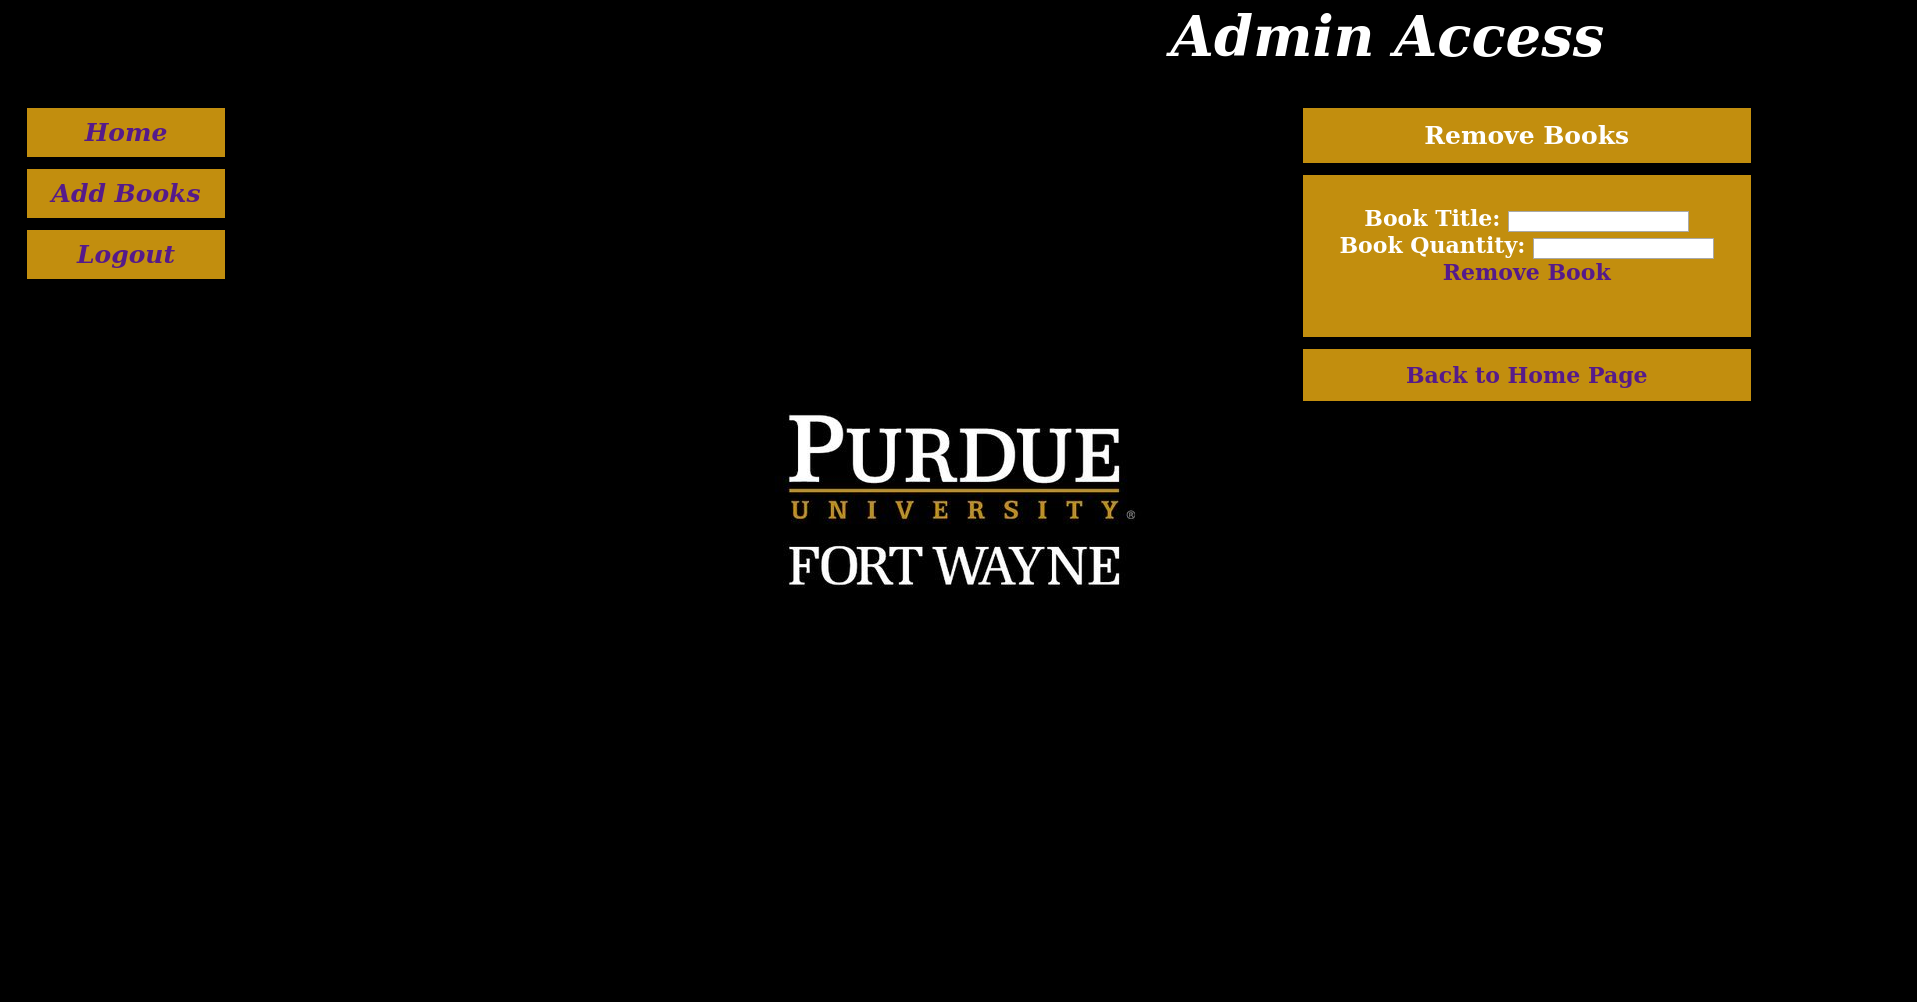 Admin Access
Home
Add Books
Logout
Remove Books
Book Title:
Book Quantity:
Remove Book
Back to Home Page
PURDUE
UNIVERSITY®
FORT WAYNE